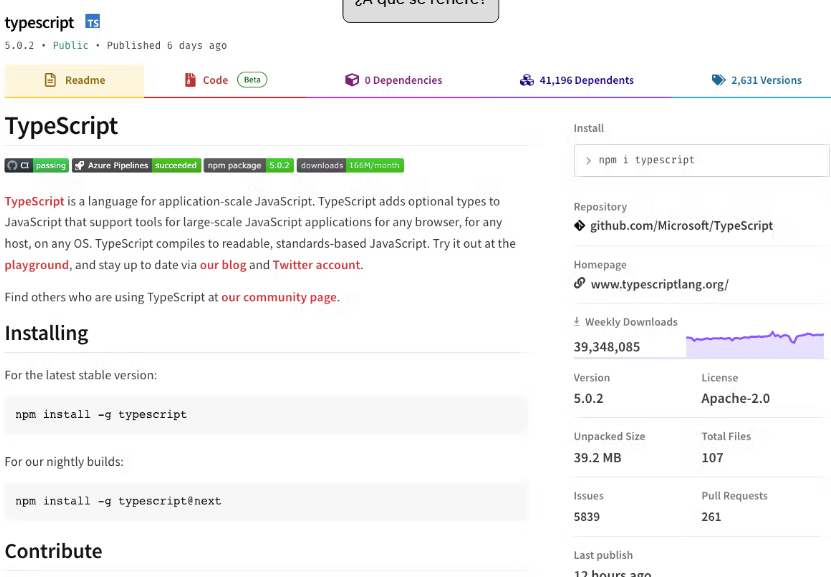 ¿A qué se refiere?
typescript TS
5.0.2 • Public • Published 6 days ago
Readme
Code Beta
0 Dependencies
41,196 Dependents
2,631 Versions
TypeScript
CI passing Azure Pipelines succeeded npm package 5.0.2 downloads 166M/month
TypeScript is a language for application-scale JavaScript. TypeScript adds optional types to
JavaScript that support tools for large-scale JavaScript applications for any browser, for any
host, on any OS. TypeScript compiles to readable, standards-based JavaScript. Try it out at the
playground, and stay up to date via our blog and Twitter account.
Find others who are using TypeScript at our community page.
Installing
For the latest stable version:
npm install -g typescript
For our nightly builds:
npm install -g typescript@next
Contribute
Install
> npm i typescript
Repository
github.com/Microsoft/TypeScript
Homepage
www.typescriptlang.org/
Weekly Downloads
39,348,085
Version
5.0.2
License
Apache-2.0
Unpacked Size
39.2 MB
Total Files
107
Issues
5839
Pull Requests
261
Last publish
12 hours ago